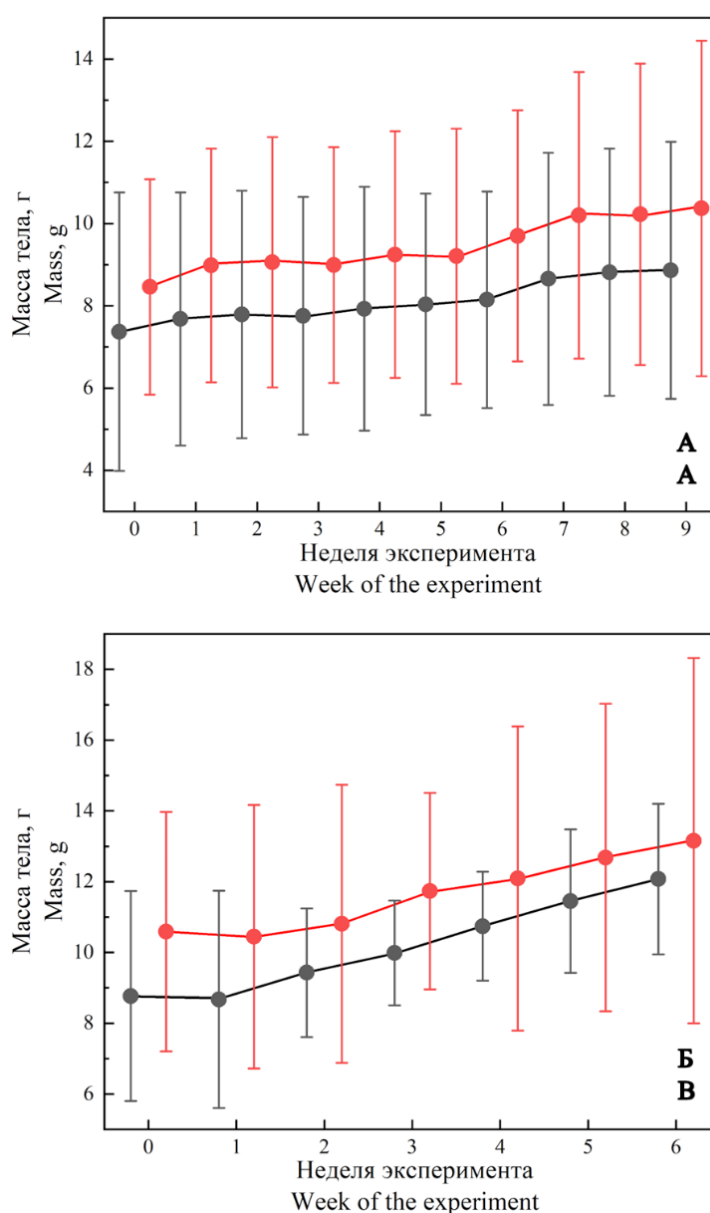 14
12
10
8
6
4
Масса тела, г
Mass, g
А
A
0 1 2 3 4 5 6 7 8 9
Неделя эксперимента
Week of the experiment
18
16
14
12
10
8
6
Масса тела, г
Mass, g
Б
B
0 1 2 3 4 5 6
Неделя эксперимента
Week of the experiment